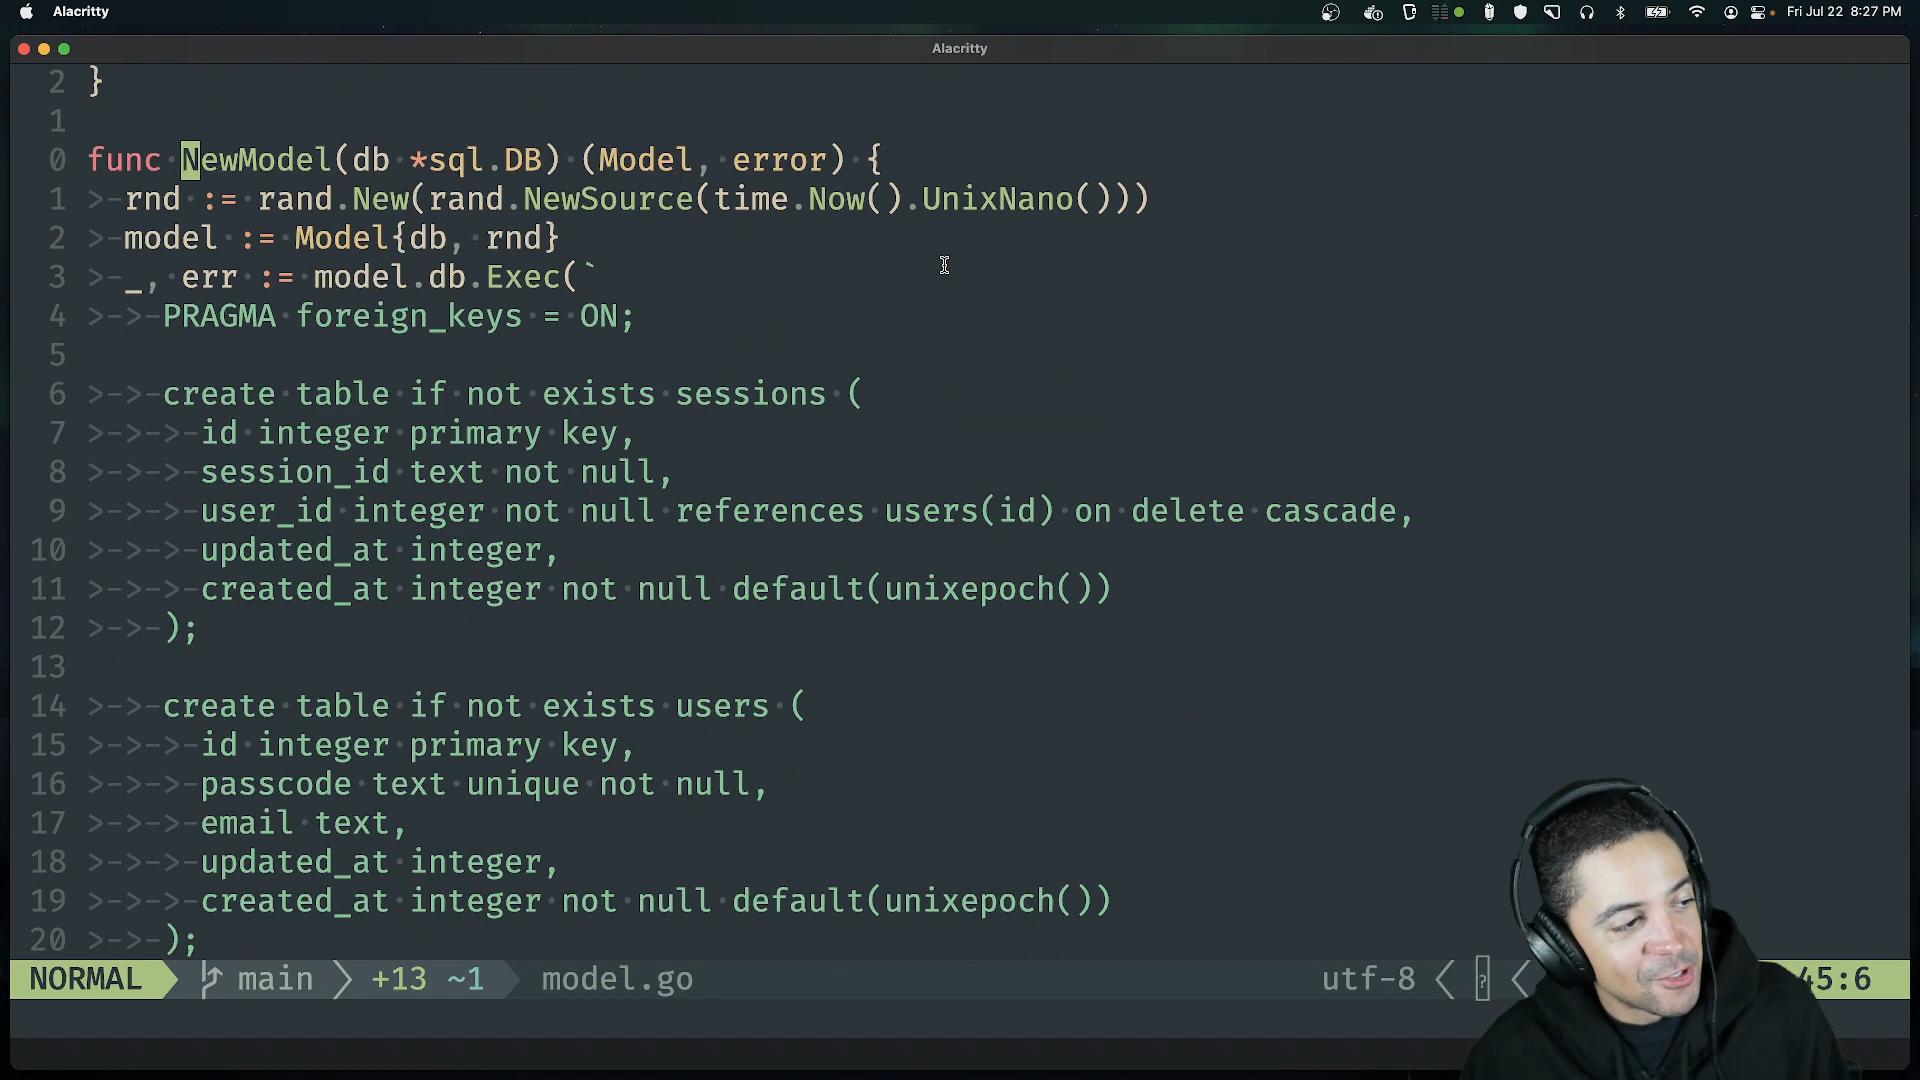 Alacritty
Fri Jul 22 8:27 PM
Alacritty
2 }
1
0 func·NewModel(db·*sql.DB)·(Model,·error)·{
1 >-rnd·:=·rand.New(rand.NewSource(time.Now().UnixNano()))
2 >-model·:=·Model{db,·rnd}
3 >-_,·err·:=·model.db.Exec(`
4 >->-PRAGMA·foreign_keys·=·ON;
5
6 >->-create·table·if·not·exists·sessions·(
7 >->->-id·integer·primary·key,
8 >->->-session_id·text·not·null,
9 >->->-user_id·integer·not·null·references·users(id)·on·delete·cascade,
10 >->->-updated_at·integer,
11 >->->-created_at·integer·not·null·default(unixepoch())
12 >->-);
13
14 >->-create·table·if·not·exists·users·(
15 >->->-id·integer·primary·key,
16 >->->-passcode·text·unique·not·null,
17 >->->-email·text,
18 >->->-updated_at·integer,
19 >->->-created_at·integer·not·null·default(unixepoch())
20 >->-);
NORMAL main +13 ~1 model.go utf-8 45:6